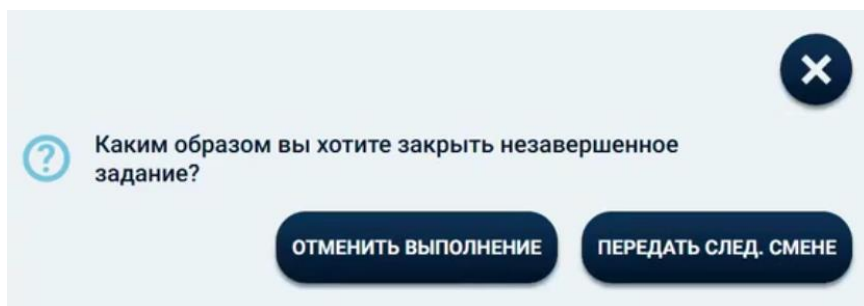 Каким образом вы хотите закрыть незавершенное
задание?
ОТМЕНИТЬ ВЫПОЛНЕНИЕ
ПЕРЕДАТЬ СЛЕД. СМЕНЕ